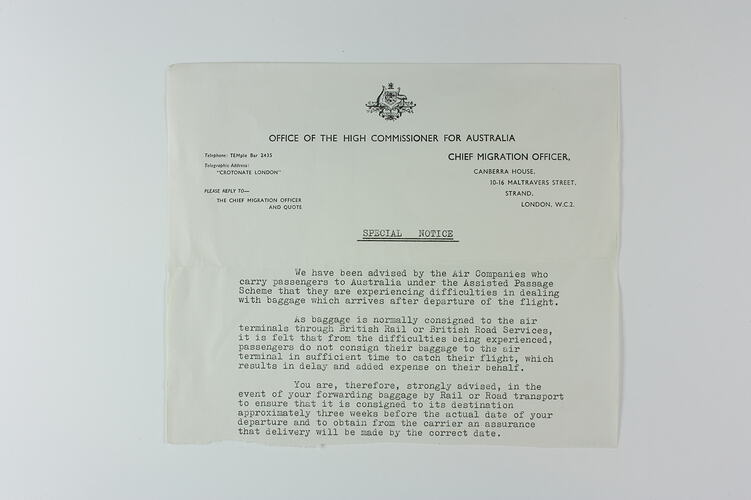 OFFICE OF THE HIGH COMMISSIONER FOR AUSTRALIA
Telephone: TEMple Bar 2435
Telegraphic Address:
"CROTONATE LONDON"
PLEASE REPLY TO—
THE CHIEF MIGRATION OFFICER
AND QUOTE
CHIEF MIGRATION OFFICER,
CANBERRA HOUSE,
10-16 MALTRAVERS STREET,
STRAND,
LONDON, W.C.2.
SPECIAL NOTICE
We have been advised by the Air Companies who
carry passengers to Australia under the Assisted Passage
Scheme that they are experiencing difficulties in dealing
with baggage which arrives after departure of the flight.
As baggage is normally consigned to the air
terminals through British Rail or British Road Services,
it is felt that from the difficulties being experienced,
passengers do not consign their baggage to the air
terminal in sufficient time to catch their flight, which
results in delay and added expense on their behalf.
You are, therefore, strongly advised, in the
event of your forwarding baggage by Rail or Road transport
to ensure that it is consigned to its destination
approximately three weeks before the actual date of your
departure and to obtain from the carrier an assurance
that delivery will be made by the correct date.